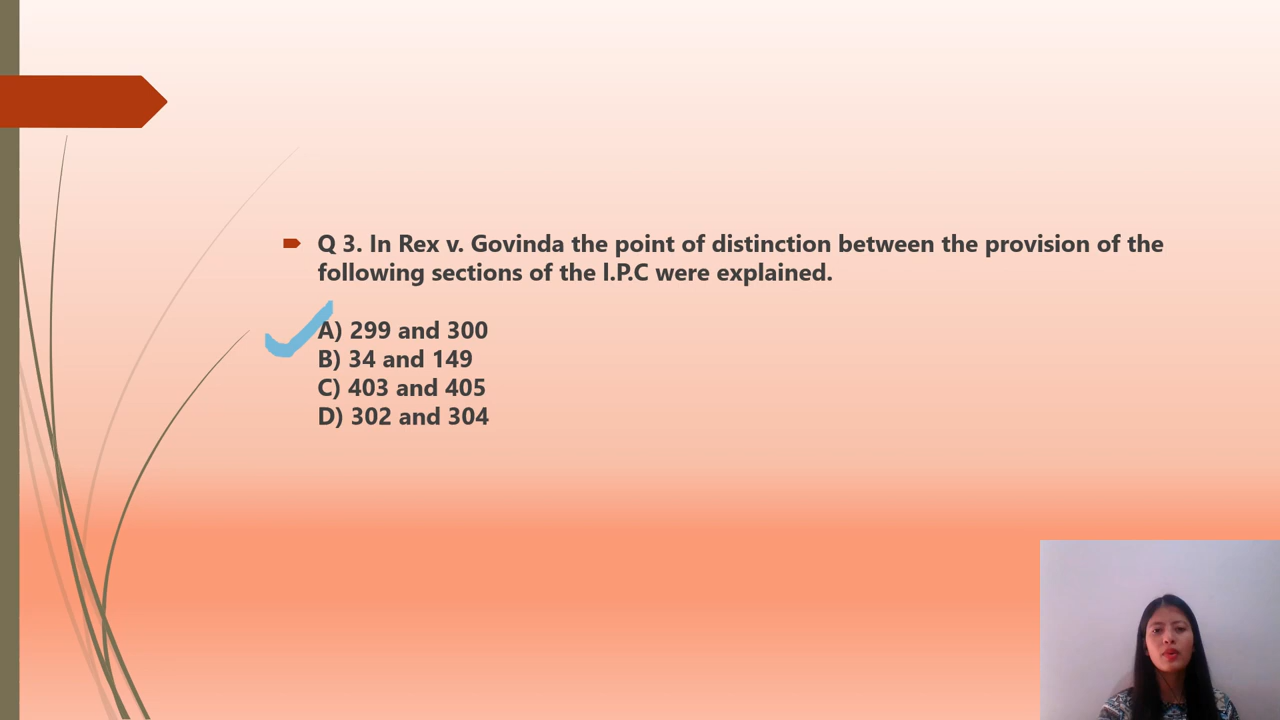 Q 3. In Rex v. Govinda the point of distinction between the provision of the
following sections of the l.P.C were explained.
A) 299 and 300
B) 34 and 149
C) 403 and 405
D) 302 and 304